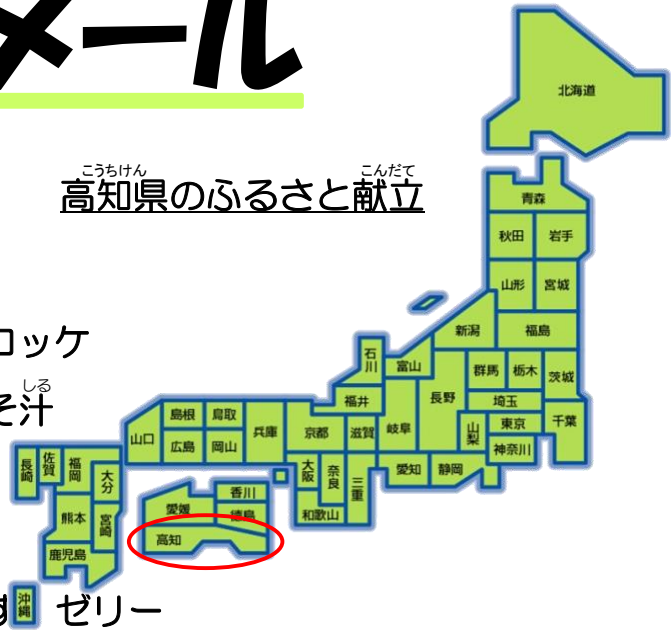 メール
こうちけん こんだて
高知県のふるさと献立
ロッケ
しる
そ汁
ゼリー
北海道
青森
秋田 岩手
山形 宮城
新潟 福島
石川 富山 群馬 栃木 茨城
長野
福井 岐阜 埼玉
島根 鳥取 兵庫 京都 滋賀 山梨 東京 千葉
山口 広島 岡山 神奈川
大阪 奈良 三重 愛知 静岡
和歌山
長崎 佐賀 福岡 大分
熊本 宮崎
鹿児島
香川
愛媛 徳島
高知
沖縄